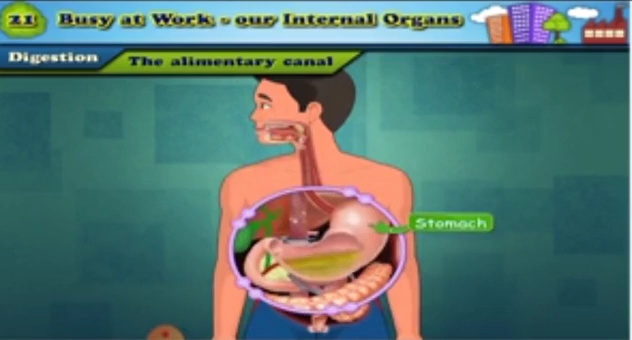 21 Busy at Work - our Internal Organs
Digestion The alimentary canal
Stomach